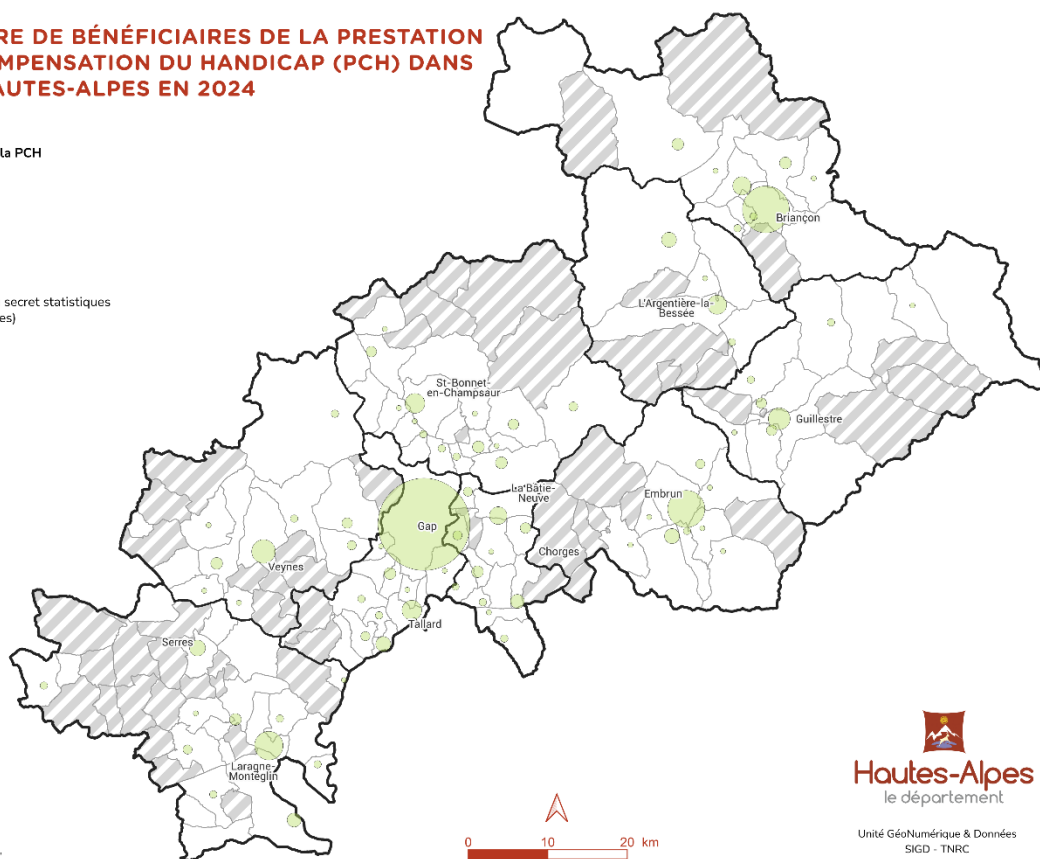 RE DE BÉNÉFICIAIRES DE LA PRESTATION
MPENSATION DU HANDICAP (PCH) DANS
AUTES-ALPES EN 2024
la PCH
secret statistiques
es)
Briançon
L'Argentière-la-
Bessée
St-Bonnet-
en-Champsaur
Guillestre
La Bâtie-
Neuve
Embrun
Gap
Chorges
Veynes
Tallard
Serres
Laragne-
Montéglin
Hautes-Alpes
le département
0 10 20 km
Unité GéoNumérique & Données
SIGD - TNRC